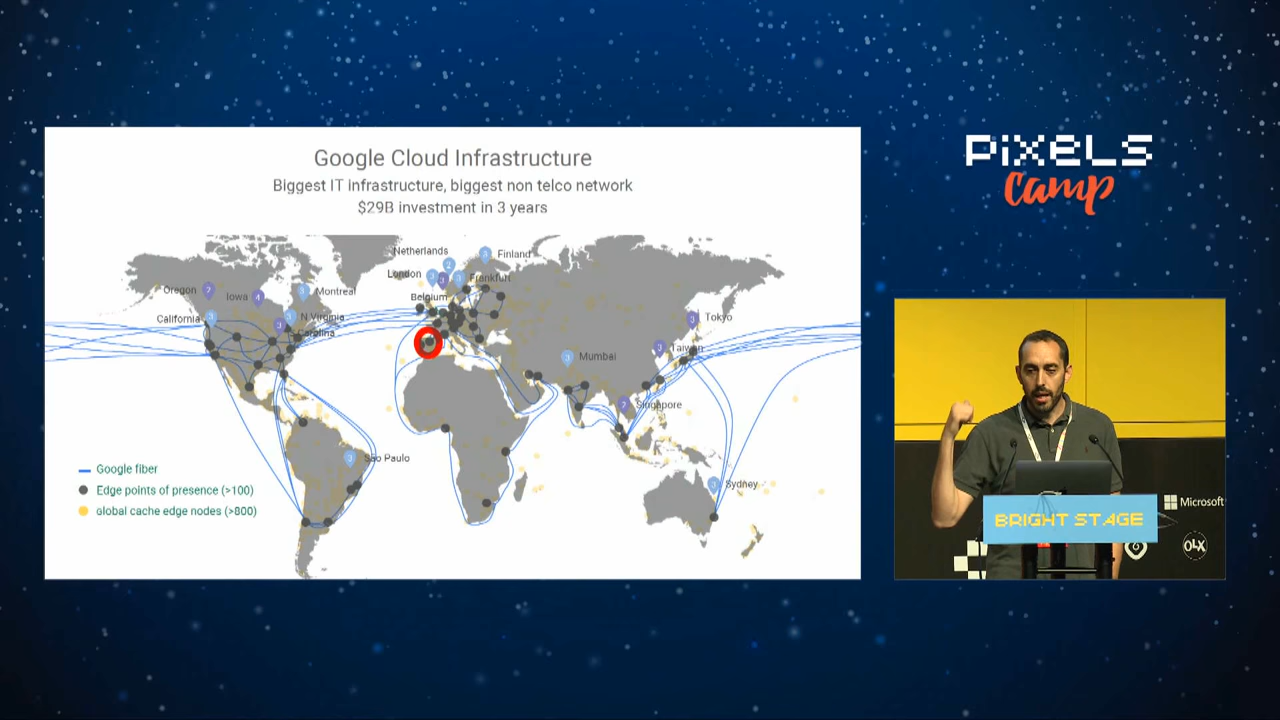 Google Cloud Infrastructure
Biggest IT infrastructure, biggest non telco network
$29B investment in 3 years
Netherlands
Finland
London
Frankfurt
Belgium
Oregon
Iowa
Montreal
California
N Virginia
Carolina
Tokyo
Taiwan
Mumbai
Singapore
São Paulo
Sydney
Google fiber
Edge points of presence (>100)
global cache edge nodes (>800)
PIXELS
Camp
BRIGHT STAGE
Microsoft
OLX